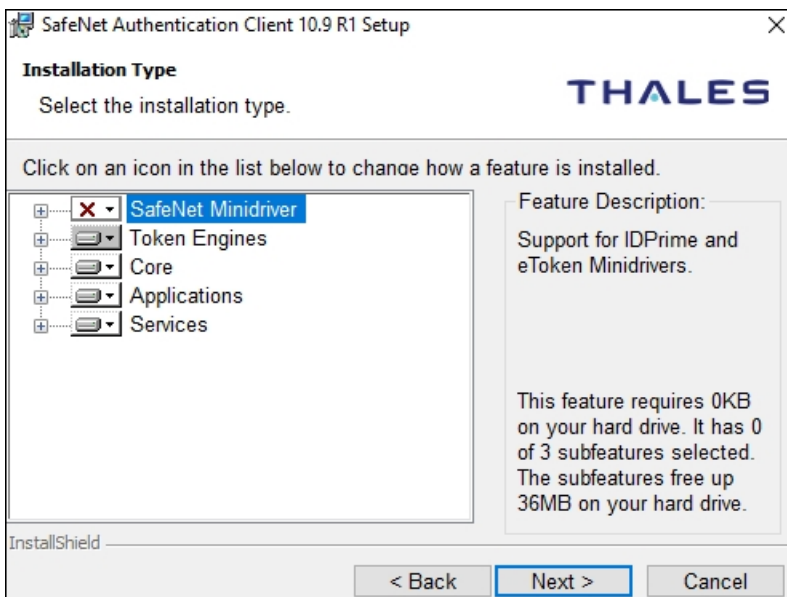 SafeNet Authentication Client 10.9 R1 Setup
Installation Type
Select the installation type.
THALES
Click on an icon in the list below to change how a feature is installed.
SafeNet Minidriver
Token Engines
Core
Applications
Services
Feature Description:
Support for IDPrime and
eToken Minidrivers.
This feature requires 0KB
on your hard drive. It has 0
of 3 subfeatures selected.
The subfeatures free up
36MB on your hard drive.
InstallShield
< Back
Next >
Cancel